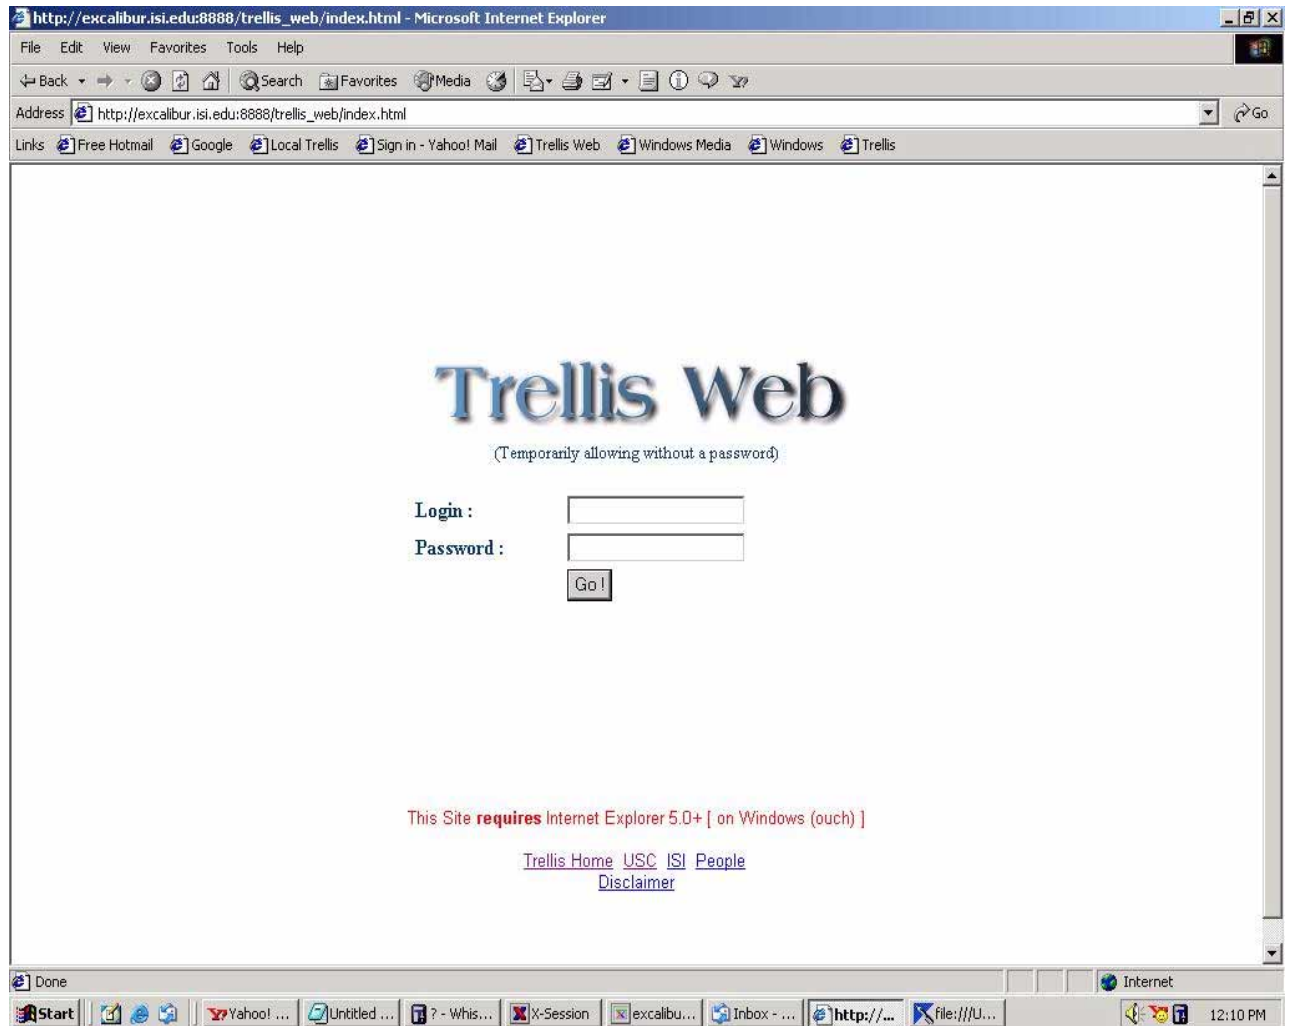 http://excalibur.isi.edu:8888/trellis_web/index.html - Microsoft Internet Explorer
File Edit View Favorites Tools Help
Back Search Favorites Media
Address http://excalibur.isi.edu:8888/trellis_web/index.html Go
Links Free Hotmail Google Local Trellis Sign in - Yahoo! Mail Trellis Web Windows Media Windows Trellis
Trellis Web
(Temporarily allowing without a password)
Login :
Password :
Go !
This Site requires Internet Explorer 5.0+ [ on Windows (ouch) ]
Trellis Home USC ISI People
Disclaimer
Done Internet
Start Yahoo! ... Untitled ... ? - Whis... X-Session excalibu... Inbox - ... http://... file:///U... 12:10 PM